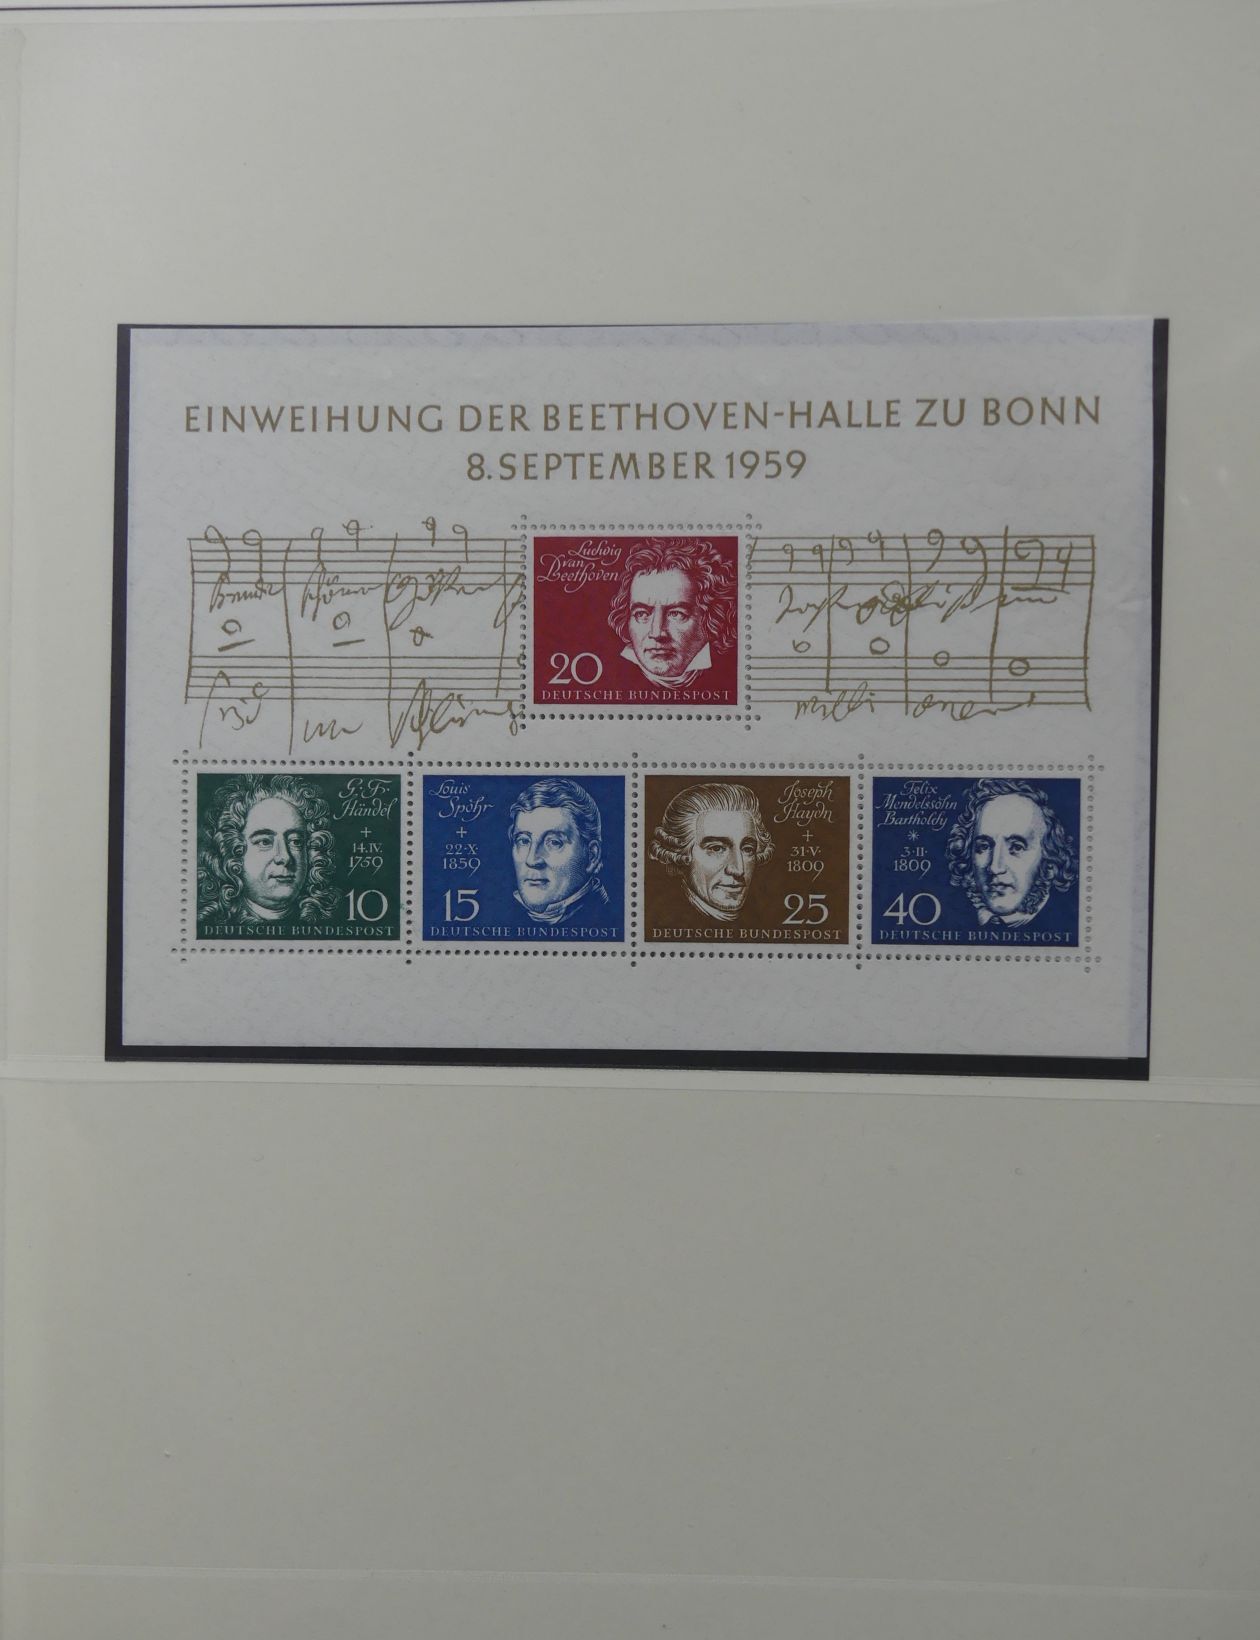 EINWEIHUNG DER BEETHOVEN-HALLE ZU BONN
8. SEPTEMBER 1959
Ludwig
van
Beethoven
20
DEUTSCHE BUNDESPOST
G. F.
Händel
+
14.IV.
1759
10
DEUTSCHE BUNDESPOST
Louis
Spohr
+
22·X·
1859
15
DEUTSCHE BUNDESPOST
Joseph
Haydn
+
31·V·
1809
25
DEUTSCHE BUNDESPOST
Felix
Mendelssohn
Bartholdy
*
3·II·
1809
40
DEUTSCHE BUNDESPOST